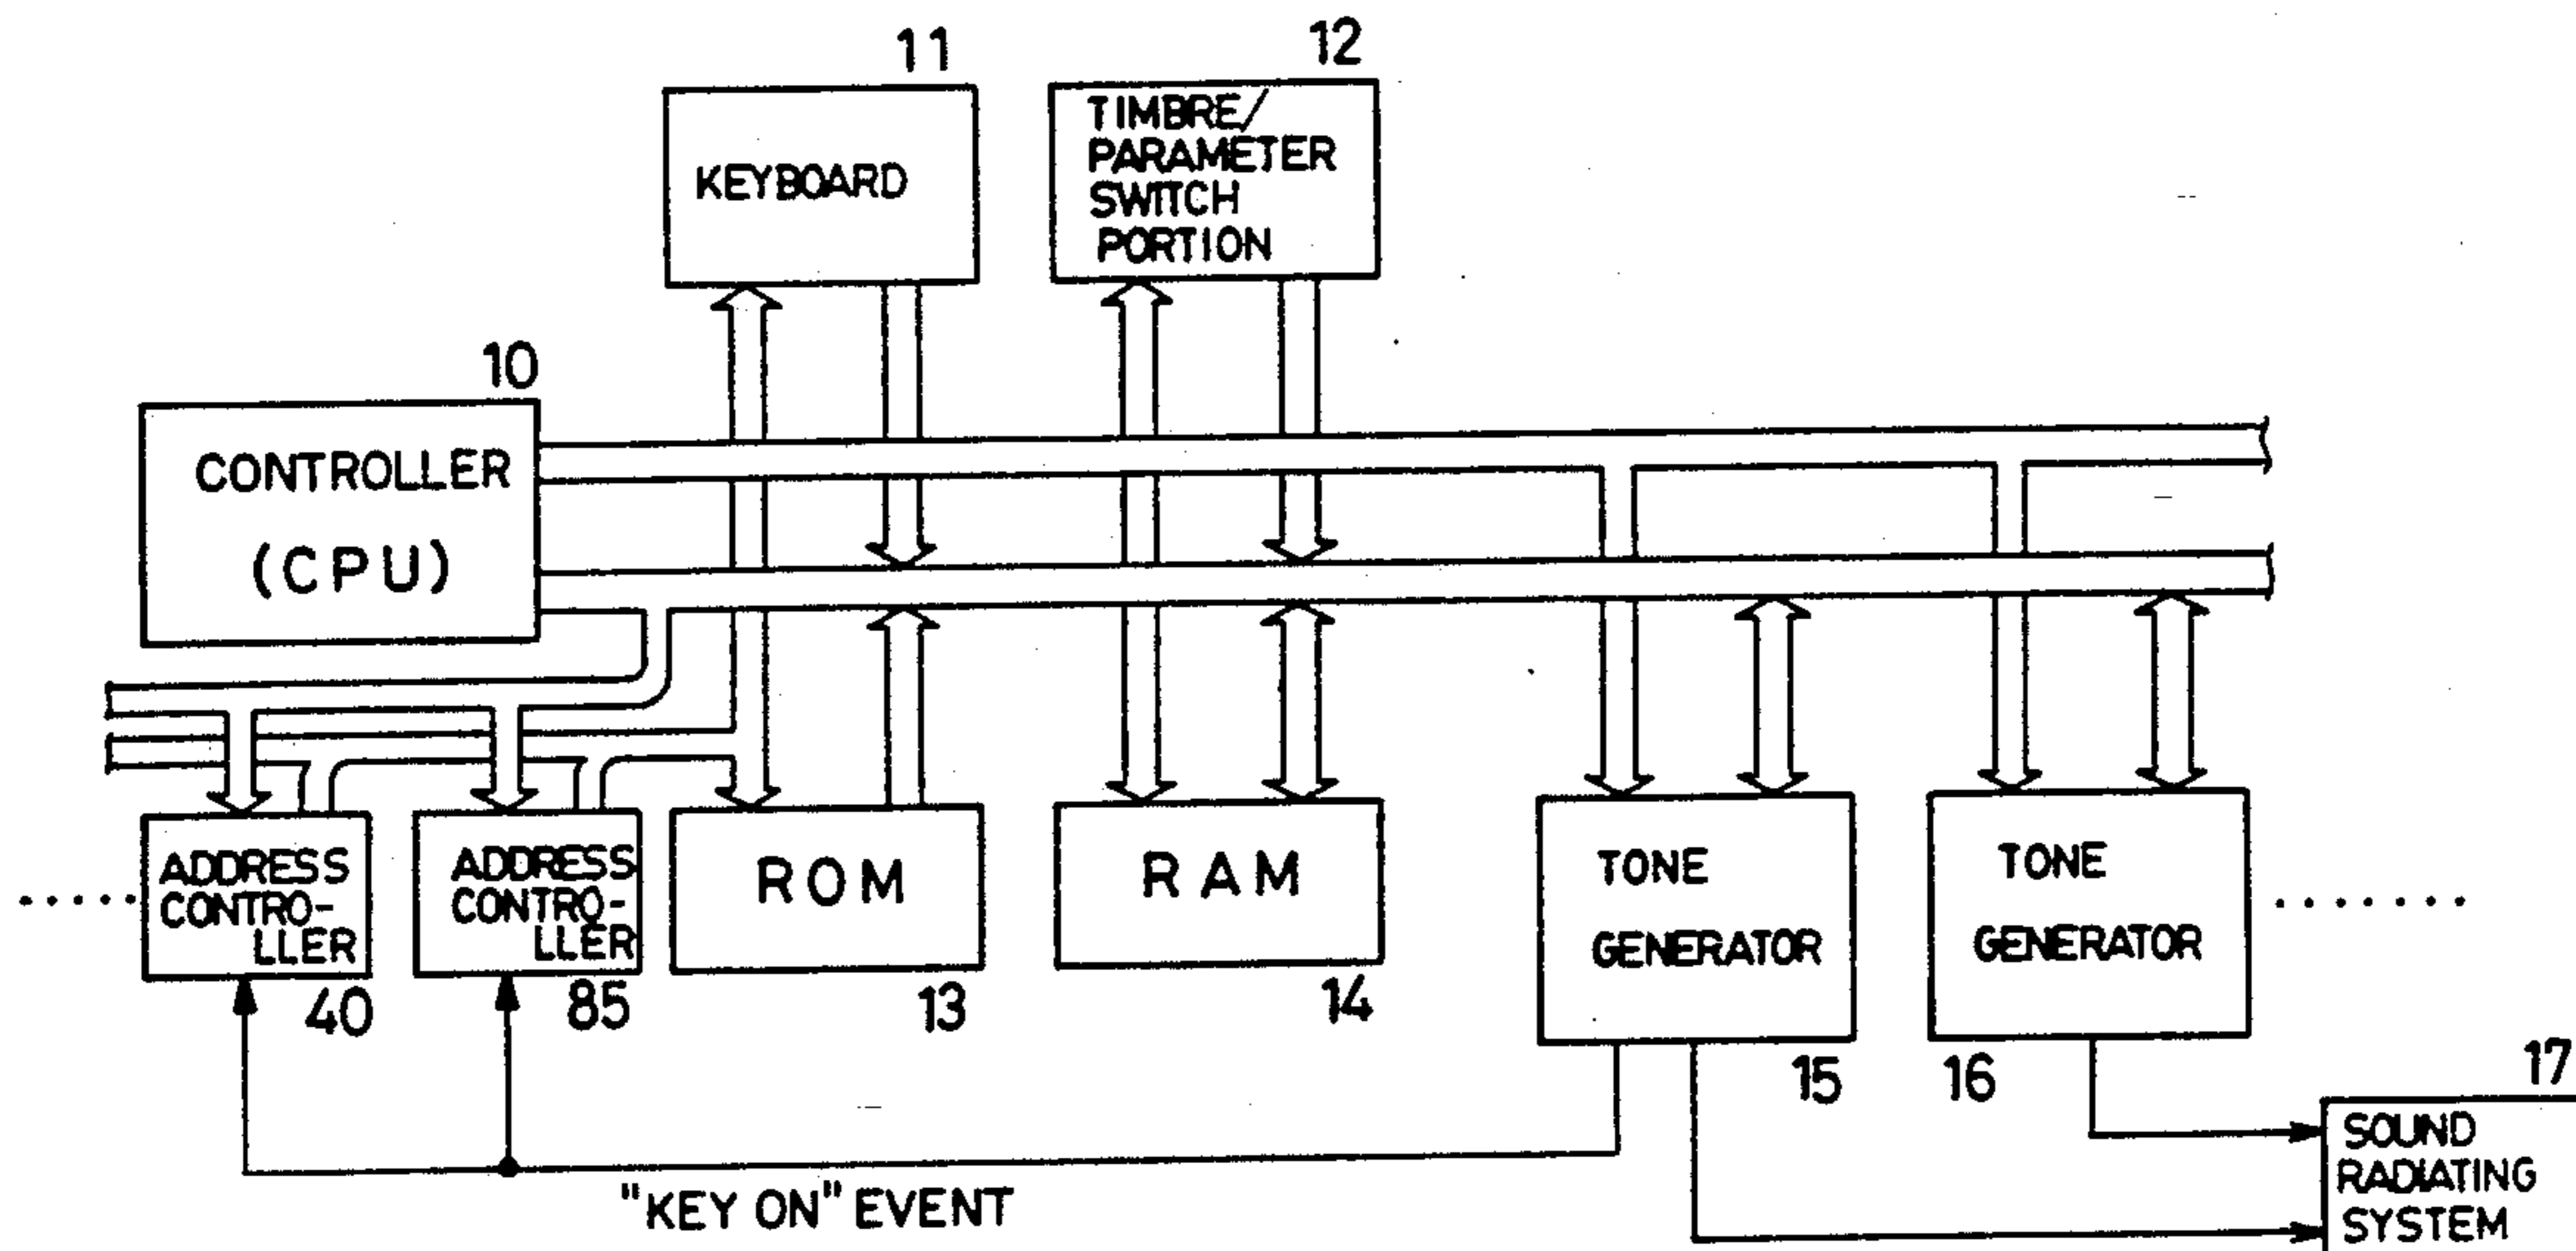 11
12
KEYBOARD
TIMBRE/
PARAMETER
SWITCH
PORTION
10
CONTROLLER
(CPU)
ADDRESS
CONTRO-
LLER
40
ADDRESS
CONTRO-
LLER
85
ROM
13
RAM
14
TONE
GENERATOR
15
TONE
GENERATOR
16
17
SOUND
RADIATING
SYSTEM
"KEY ON" EVENT